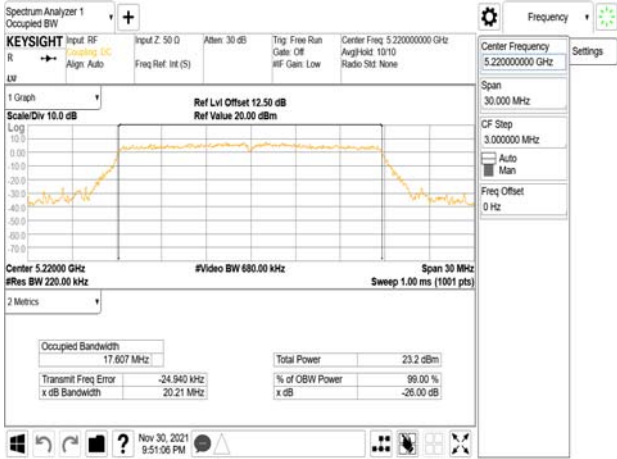 Spectrum Analyzer 1
Occupied BW
Frequency
KEYSIGHT
R
Input: RF
Coupling: DC
Align: Auto
Input Z: 50 Ω
Freq Ref: Int (S)
Atten: 30 dB
Trig: Free Run
Gate: Off
#IF Gain: Low
Center Freq: 5.220000000 GHz
Avg|Hold: 10/10
Radio Std: None
Center Frequency
5.220000000 GHz
Settings
Span
30.000 MHz
CF Step
3.000000 MHz
Auto
Man
Freq Offset
0 Hz
1 Graph
Scale/Div 10.0 dB
Ref Lvl Offset 12.50 dB
Ref Value 20.00 dBm
Log
10.0
0.00
-10.0
-20.0
-30.0
-40.0
-50.0
-60.0
-70.0
Center 5.22000 GHz
#Res BW 220.00 kHz
#Video BW 680.00 kHz
Span 30 MHz
Sweep 1.00 ms (1001 pts)
2 Metrics
Occupied Bandwidth
17.607 MHz
Total Power 23.2 dBm
Transmit Freq Error -24.940 kHz
% of OBW Power 99.00 %
x dB Bandwidth 20.21 MHz
x dB -26.00 dB
Nov 30, 2021
9:51:06 PM